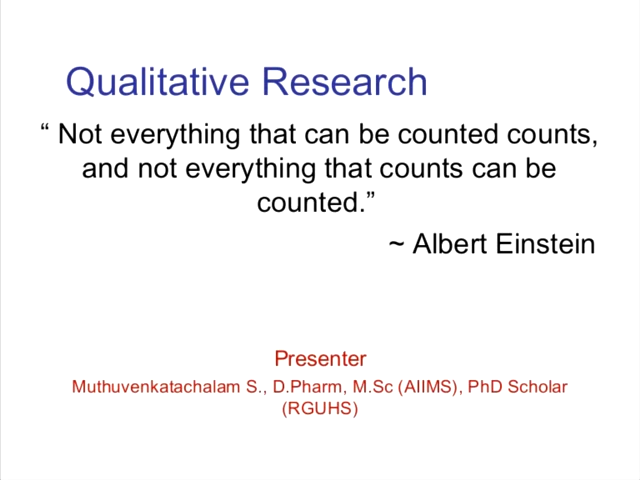 Qualitative Research
“ Not everything that can be counted counts,
and not everything that counts can be
counted.”
~ Albert Einstein
Presenter
Muthuvenkatachalam S., D.Pharm, M.Sc (AIIMS), PhD Scholar
(RGUHS)